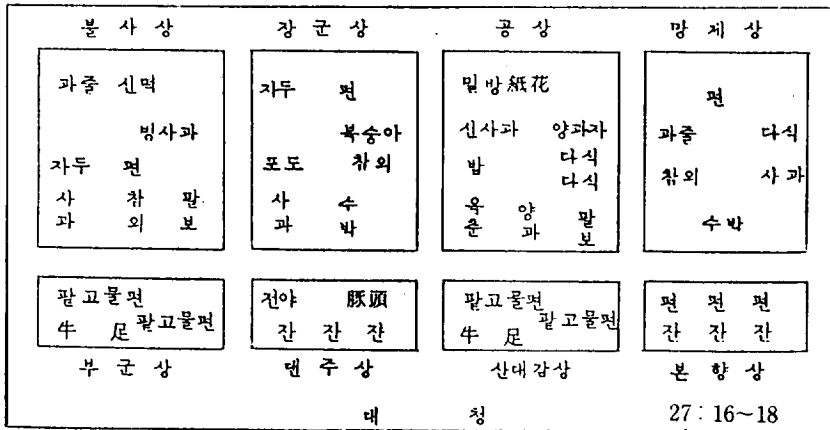 불사상 장군상 공상 망제상
과줄 신떡
빙사과
자두 편
사 참 팔
과 외 보
자두 편
복숭아
포도 참외
사 수
과 박
밀방紙花
신사과 양과자
밥 다식
다식
옥 양 팔
춘 과 보
편
과줄 다식
참외 사과
수박
팥고물편
牛足 팥고물편
전야 豚頭
잔 잔 잔
팥고물편
牛足 팥고물편
편 편 편
잔 잔 잔
부군상 대주상 산대감상 본향상
대청 27:16~18